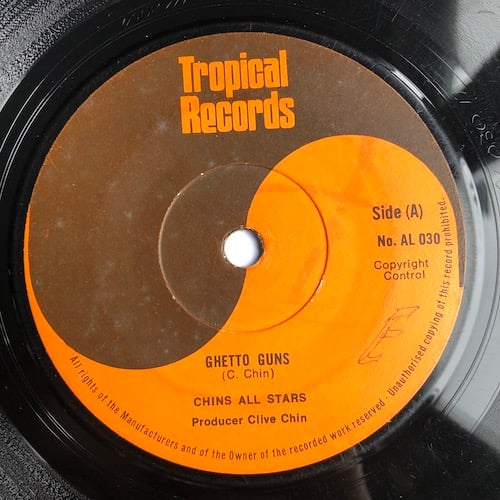 Tropical
Records
Side (A)
No. AL 030
Copyright
Control
GHETTO GUNS
(C. Chin)
CHINS ALL STARS
Producer Clive Chin
All rights of the Manufacturers and of the Owner of the recorded work reserved - Unauthorised copying of this record prohibited.